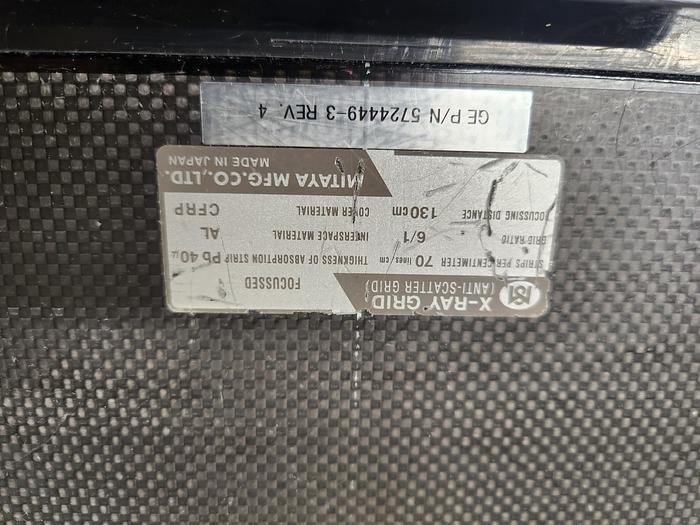 X-RAY GRID
(ANTI-SCATTER GRID)
FOCUSSED
STRIPS PER CENTIMETER 70 lines cm THICKNESS OF ABSORPTION STRIP Pb 40μ
GRID RATIO 6/1 INTERSPACE MATERIAL AL
FOCUSSING DISTANCE 130 cm COVER MATERIAL CFRP
MITAYA MFG.CO.,LTD.
MADE IN JAPAN
GE P/N 5724449-3 REV. 4